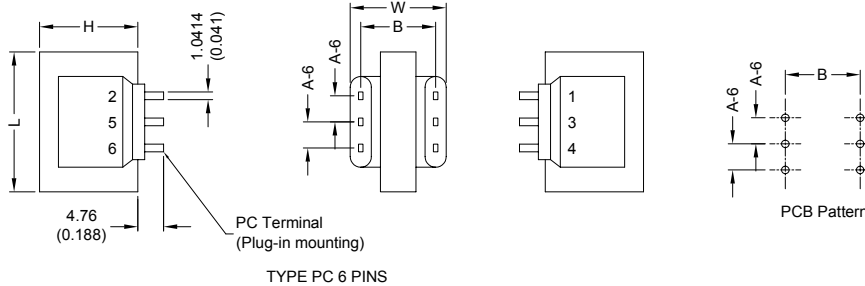 H
1.0414
(0.041)
L
2
5
6
4.76
(0.188)
PC Terminal
(Plug-in mounting)
W
B
A-6
A-6
1
3
4
B
A-6
A-6
PCB Pattern
TYPE PC 6 PINS